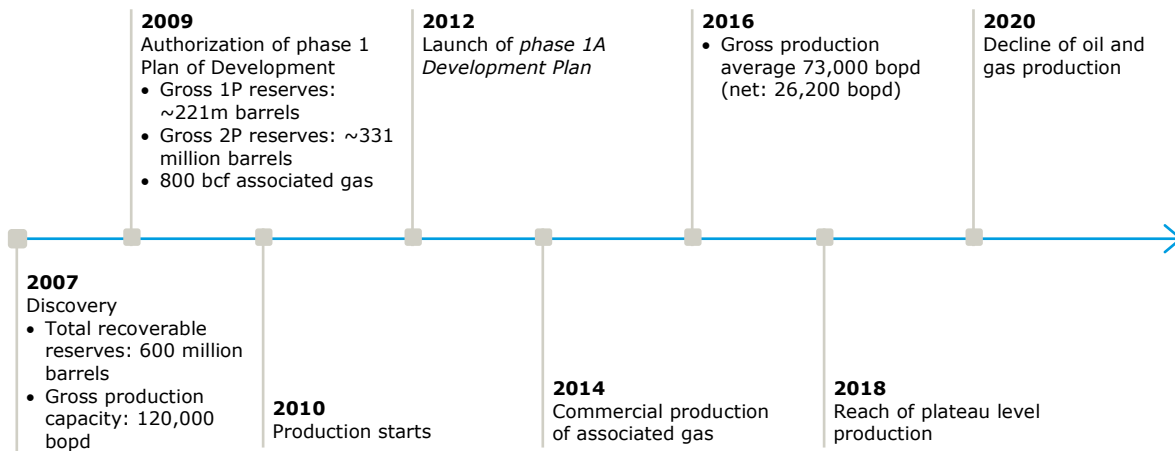 2009
Authorization of phase 1
Plan of Development
• Gross 1P reserves:
~221m barrels
• Gross 2P reserves: ~331
million barrels
• 800 bcf associated gas
2012
Launch of phase 1A
Development Plan
2016
• Gross production
average 73,000 bopd
(net: 26,200 bopd)
2020
Decline of oil and
gas production
2007
Discovery
• Total recoverable
reserves: 600 million
barrels
• Gross production
capacity: 120,000
bopd
2010
Production starts
2014
Commercial production
of associated gas
2018
Reach of plateau level
production